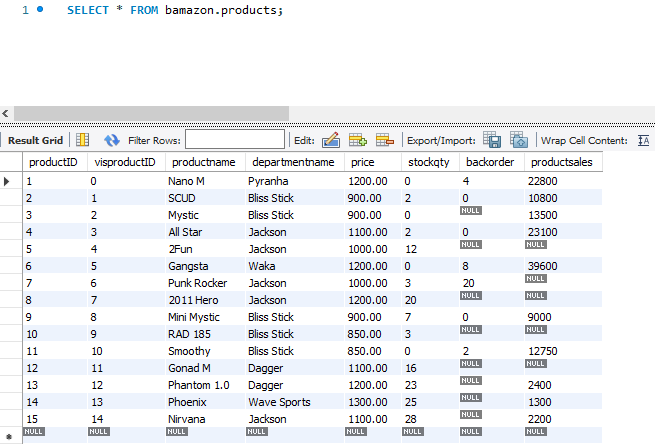 1 SELECT * FROM bamazon.products;
Result Grid Filter Rows: Edit: Export/Import: Wrap Cell Content: IA
productID visproductID productname departmentname price stockqty backorder productsales
1 0 Nano M Pyranha 1200.00 0 4 22800
2 1 SCUD Bliss Stick 900.00 2 0 10800
3 2 Mystic Bliss Stick 900.00 0 NULL 13500
4 3 All Star Jackson 1100.00 2 0 23100
5 4 2Fun Jackson 1000.00 12 NULL NULL
6 5 Gangsta Waka 1200.00 0 8 39600
7 6 Punk Rocker Jackson 1000.00 3 20 NULL
8 7 2011 Hero Jackson 1200.00 20 NULL NULL
9 8 Mini Mystic Bliss Stick 900.00 7 0 9000
10 9 RAD 185 Bliss Stick 850.00 3 NULL NULL
11 10 Smoothy Bliss Stick 850.00 0 2 12750
12 11 Gonad M Dagger 1100.00 16 NULL NULL
13 12 Phantom 1.0 Dagger 1200.00 23 NULL 2400
14 13 Phoenix Wave Sports 1300.00 25 NULL 1300
15 14 Nirvana Jackson 1100.00 28 NULL 2200
NULL NULL NULL NULL NULL NULL NULL NULL